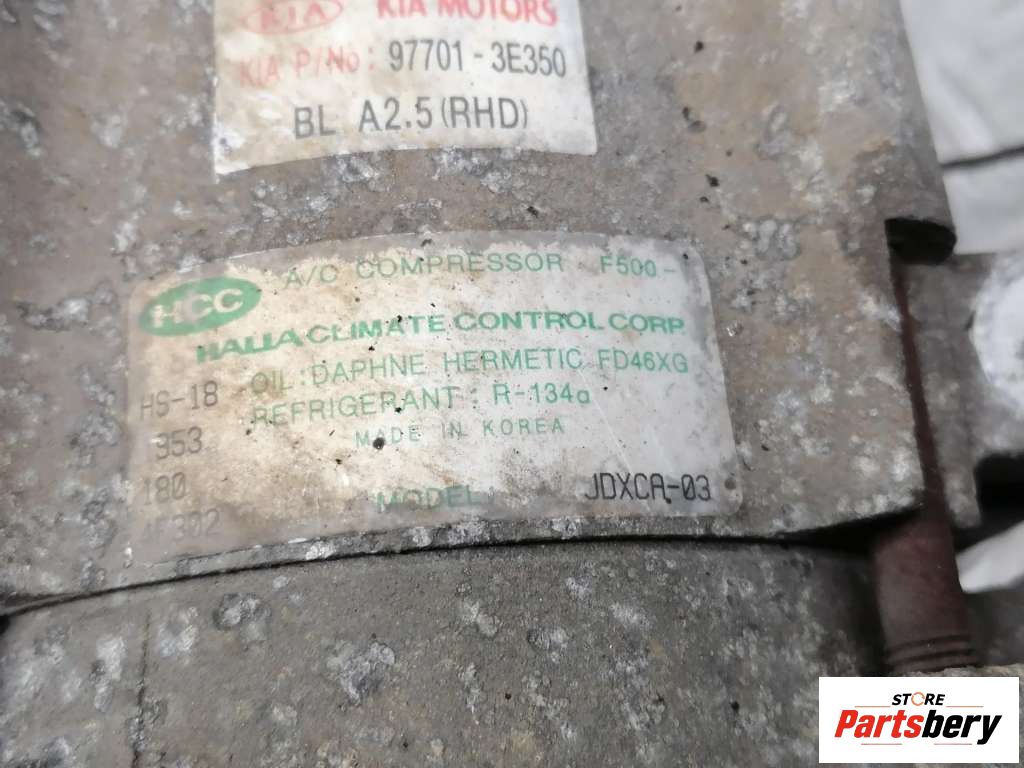 KIA KIA MOTORS
KIA P/No : 97701 - 3E350
BL A2.5 (RHD)
HCC A/C COMPRESSOR F500-
HALLA CLIMATE CONTROL CORP
HS-18 OIL : DAPHNE HERMETIC FD46XG
353 REFRIGERANT : R-134a
MADE IN KOREA
180
MODEL : JDXCA-03
STORE
Partsbery